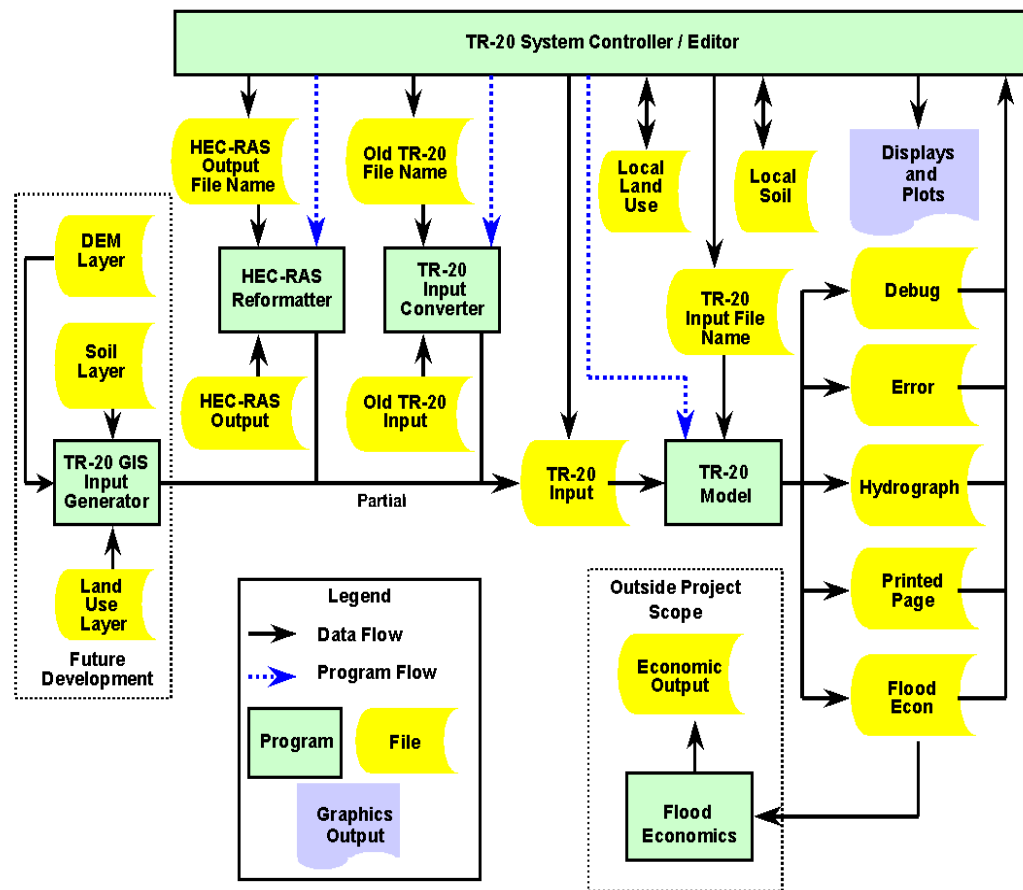 TR-20 System Controller / Editor
HEC-RAS
Output
File Name
Old TR-20
File Name
Local
Land
Use
Local
Soil
Displays
and
Plots
DEM
Layer
HEC-RAS
Reformatter
TR-20
Input
Converter
TR-20
Input File
Name
Debug
Soil
Layer
HEC-RAS
Output
Old TR-20
Input
Error
TR-20 GIS
Input
Generator
Partial
TR-20
Input
TR-20
Model
Hydrograph
Land
Use
Layer
Future
Development
Legend
Data Flow
Program Flow
Program
File
Graphics
Output
Outside Project
Scope
Economic
Output
Flood
Economics
Printed
Page
Flood
Econ